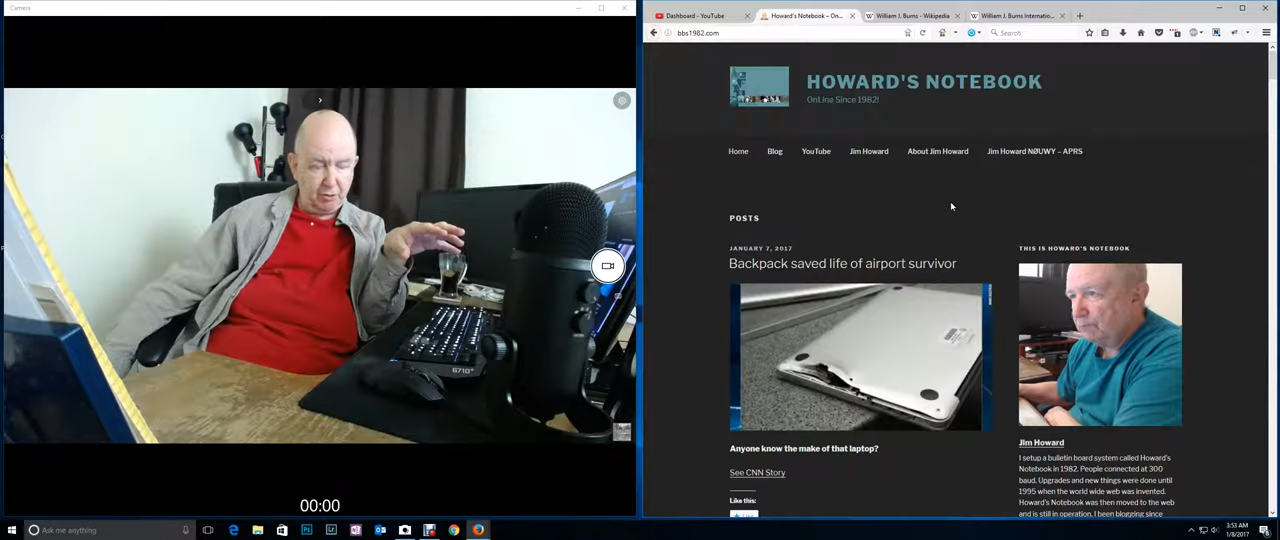 Camera
00:00
Dashboard - YouTube
Howard's Notebook – On...
William J. Burns - Wikipedia
William J. Burns Internatio...
bbs1982.com
Search
HOWARD'S NOTEBOOK
OnLine Since 1982!
Home
Blog
YouTube
Jim Howard
About Jim Howard
Jim Howard NØUWY – APRS
POSTS
JANUARY 7, 2017
Backpack saved life of airport survivor
Anyone know the make of that laptop?
See CNN Story
Like this:
Like
THIS IS HOWARD'S NOTEBOOK
Jim Howard
I setup a bulletin board system called Howard's
Notebook in 1982. People connected at 300
baud. Upgrades and new things were done until
1995 when the world wide web was invented.
Howard's Notebook was then moved to the web
and is still in operation. I been blogging since
Ask me anything
3:53 AM
1/8/2017